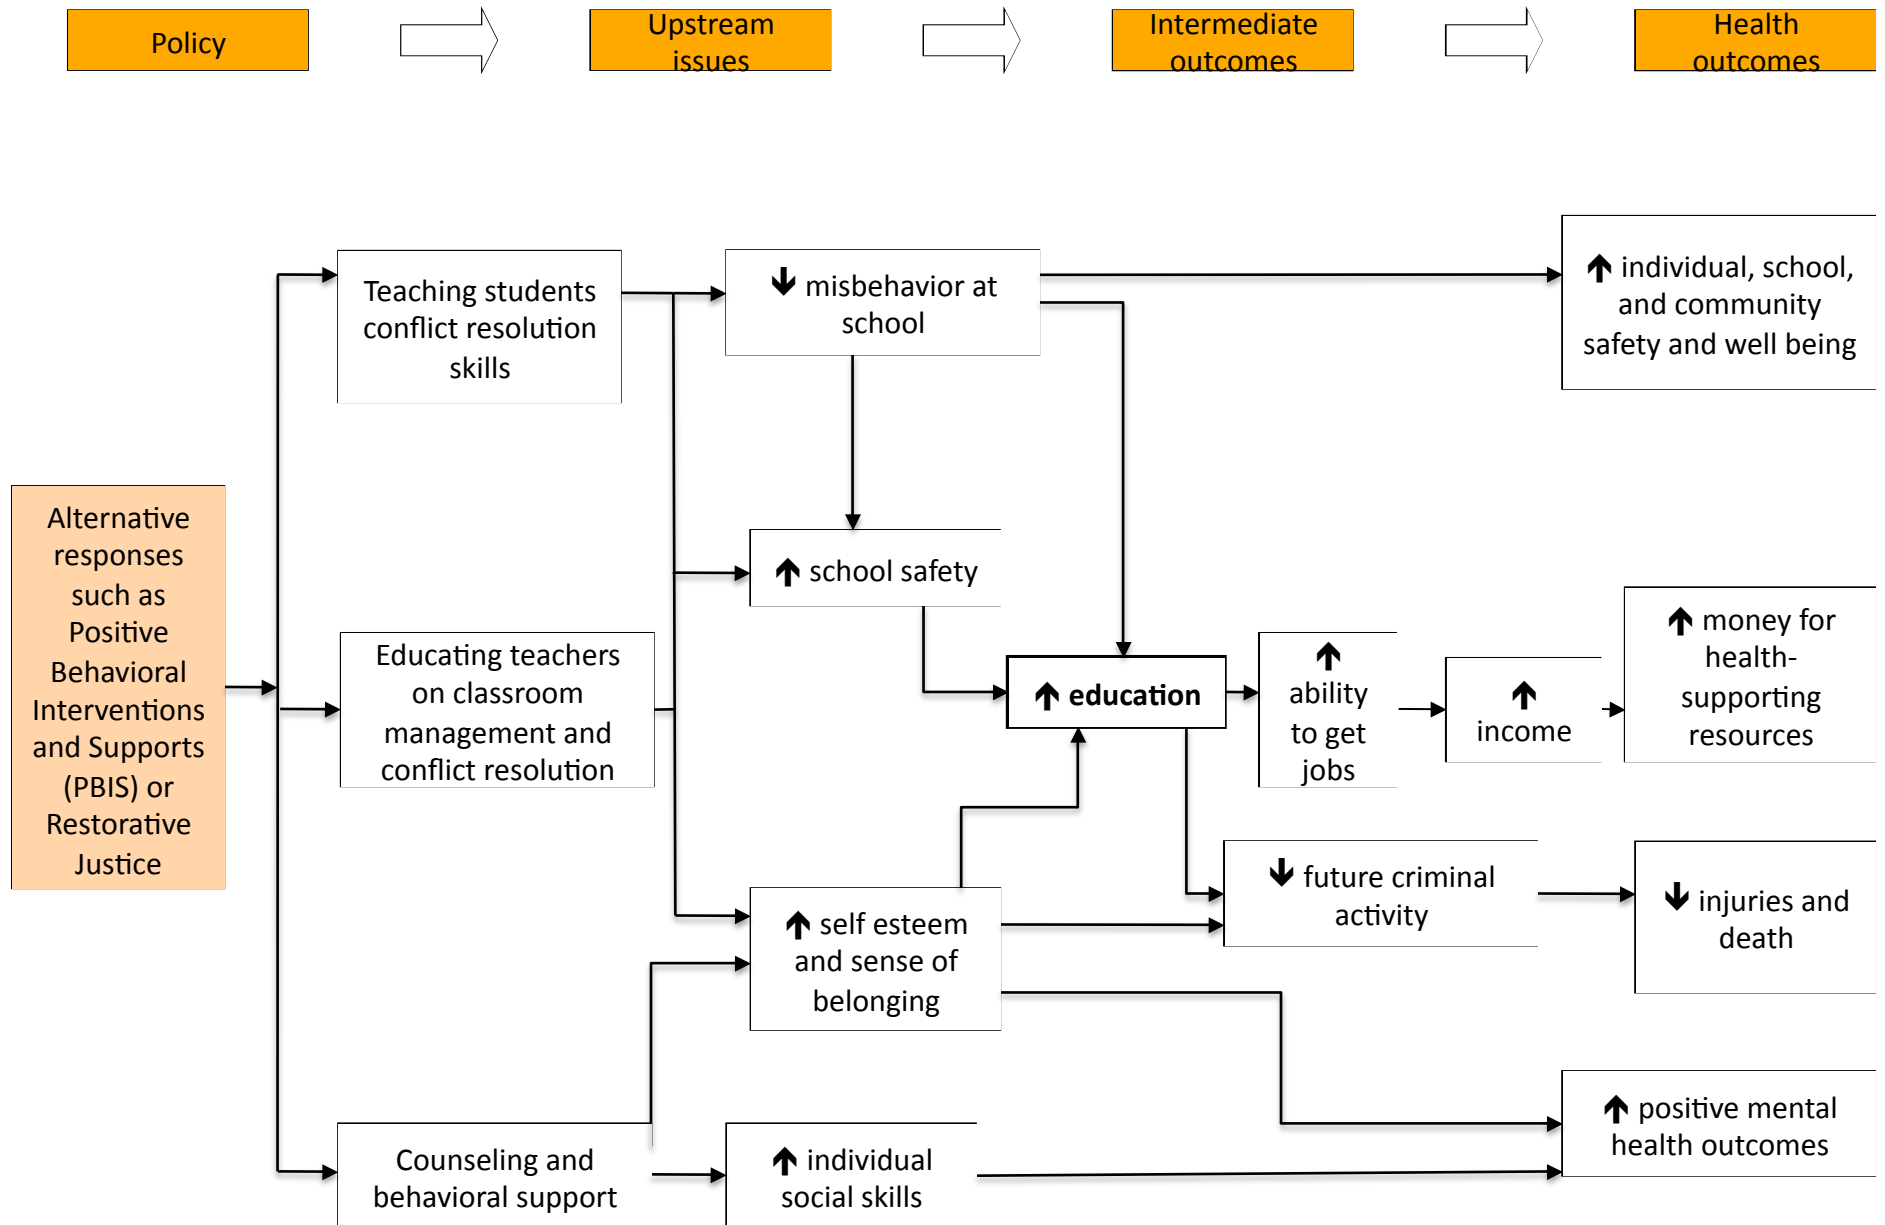 Policy
Upstream
issues
Intermediate
outcomes
Health
outcomes
Alternative
responses
such as
Positive
Behavioral
Interventions
and Supports
(PBIS) or
Restorative
Justice
Teaching students
conflict resolution
skills
Educating teachers
on classroom
management and
conflict resolution
Counseling and
behavioral support
🡫 misbehavior at
school
🡩 school safety
🡩 self esteem
and sense of
belonging
🡩 individual
social skills
🡩 education
🡩
ability
to get
jobs
🡩
income
🡫 future criminal
activity
🡩 individual, school,
and community
safety and well being
🡩 money for
health-
supporting
resources
🡫 injuries and
death
🡩 positive mental
health outcomes